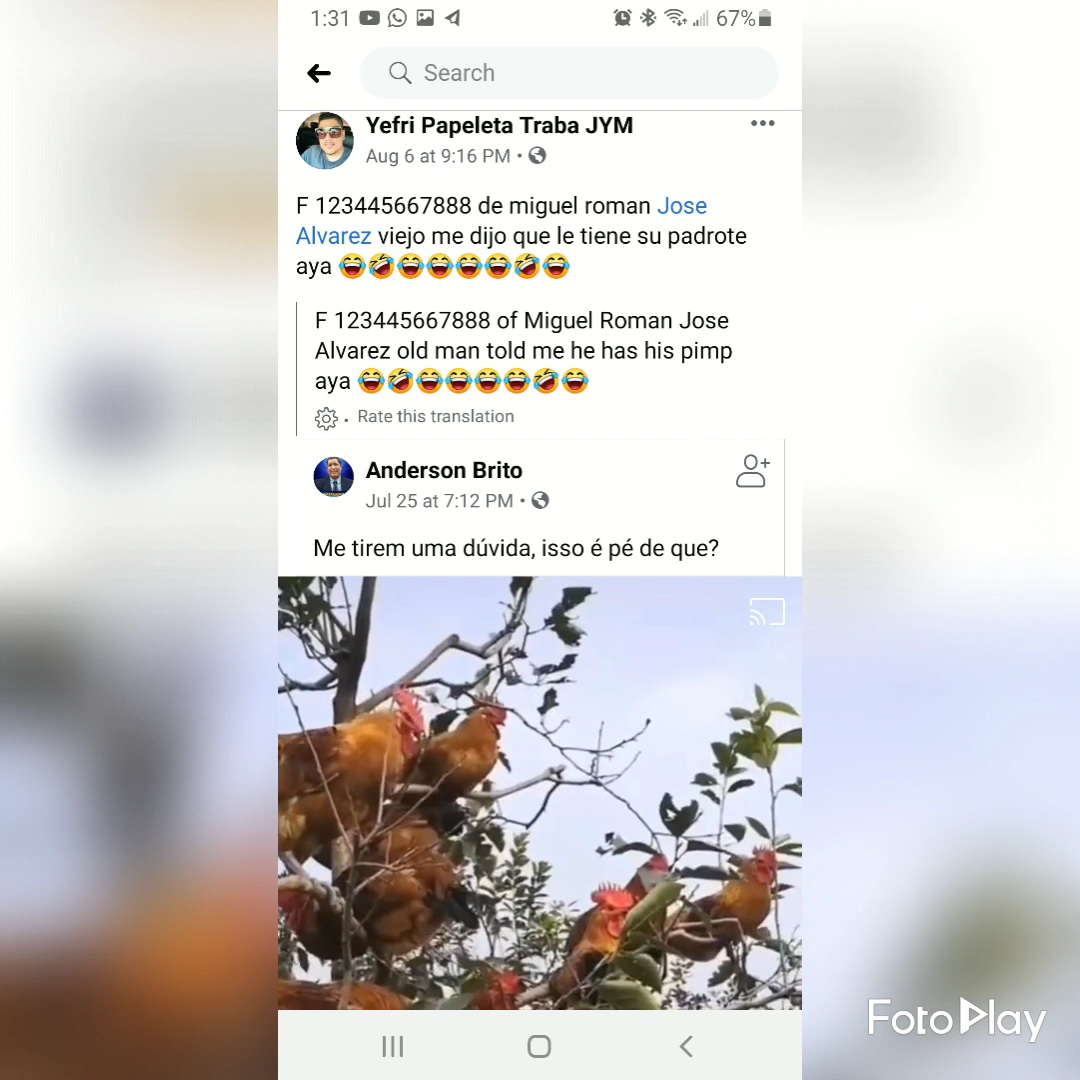 1:31
67%
Search
Yefri Papeleta Traba JYM
Aug 6 at 9:16 PM •
F 123445667888 de miguel roman Jose
Alvarez viejo me dijo que le tiene su padrote
aya 😂🤣😂😂😂😂🤣😂
F 123445667888 of Miguel Roman Jose
Alvarez old man told me he has his pimp
aya 😂🤣😂😂😂😂🤣😂
Rate this translation
Anderson Brito
Jul 25 at 7:12 PM •
Me tirem uma dúvida, isso é pé de que?
FotoPlay